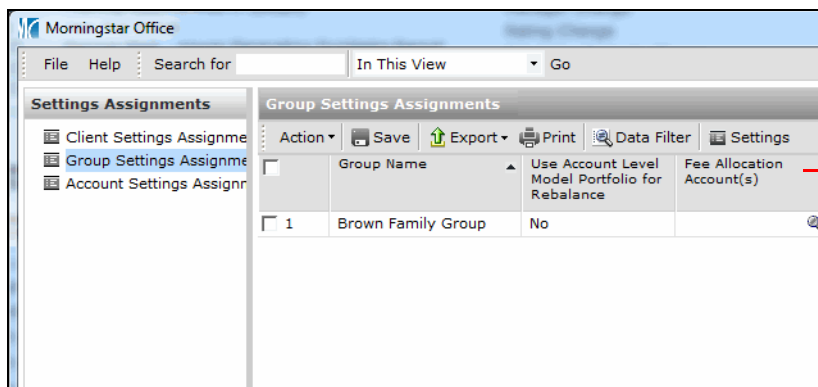 Morningstar Office
File Help Search for In This View Go
Settings Assignments
Client Settings Assignme
Group Settings Assignme
Account Settings Assignr
Group Settings Assignments
Action Save Export Print Data Filter Settings
Group Name
Use Account Level
Model Portfolio for
Rebalance
Fee Allocation
Account(s)
1 Brown Family Group No